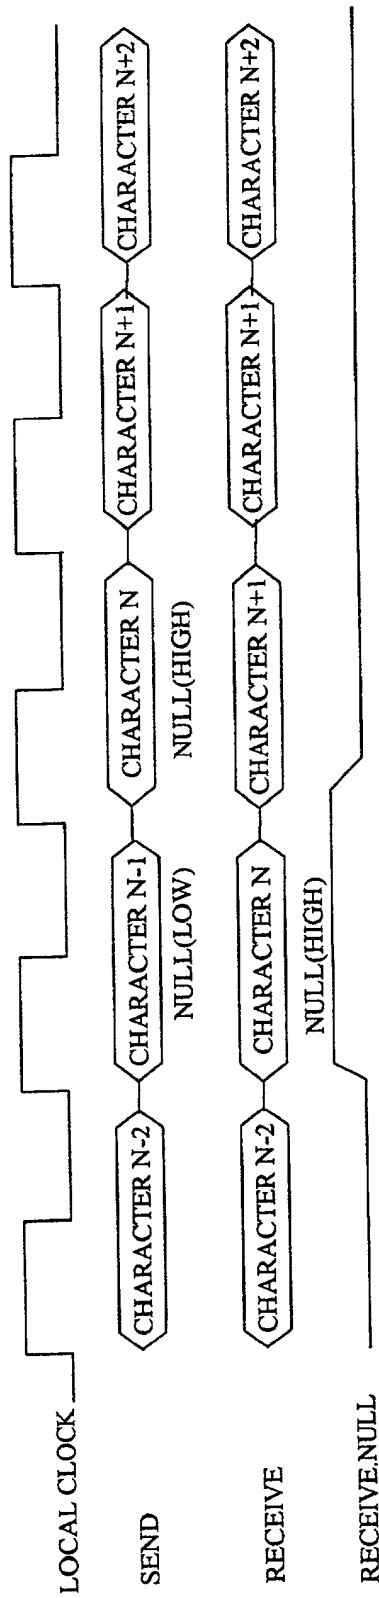 LOCAL CLOCK
SEND
CHARACTER N-2
CHARACTER N-1
CHARACTER N
CHARACTER N+1
CHARACTER N+2
NULL(LOW)
NULL(HIGH)
RECEIVE
CHARACTER N-2
CHARACTER N
CHARACTER N+1
CHARACTER N+1
CHARACTER N+2
NULL(HIGH)
RECEIVE.NULL